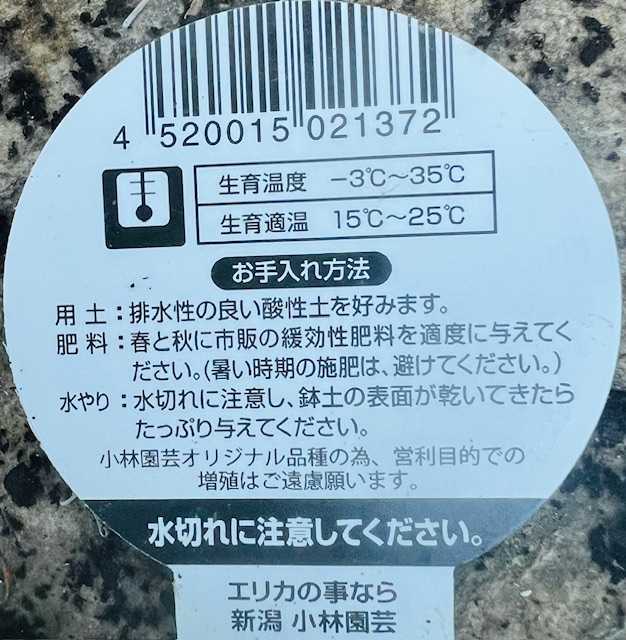 4 520015 021372
生育温度 −3℃～35℃
生育適温 15℃～25℃
お手入れ方法
用土：排水性の良い酸性土を好みます。
肥料：春と秋に市販の緩効性肥料を適度に与えてく
ださい。(暑い時期の施肥は、避けてください。)
水やり：水切れに注意し、鉢土の表面が乾いてきたら
たっぷり与えてください。
小林園芸オリジナル品種の為、営利目的での
増殖はご遠慮願います。
水切れに注意してください。
エリカの事なら
新潟 小林園芸